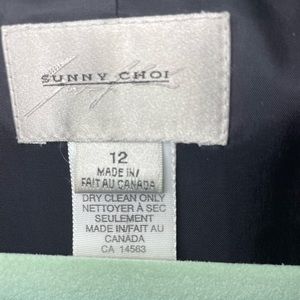 SUNNY CHOI
12
MADE IN/
FAIT AU CANADA
DRY CLEAN ONLY
NETTOYER À SEC
SEULEMENT
MADE IN/FAIT AU
CANADA
CA 14563